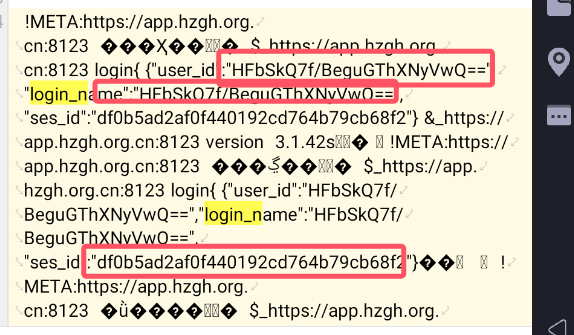 !META:https://app.hzgh.org.
cn:8123 ���Ҳ��� $_https://app.hzgh.org.
cn:8123 login{ {"user_id":"HFbSkQ7f/BeguGThXNyVwQ=="
"login_name":"HFbSkQ7f/BeguGThXNyVwQ==",
"ses_id":"df0b5ad2af0f440192cd764b79cb68f2"} &_https://
app.hzgh.org.cn:8123 version 3.1.42s� !META:https://
app.hzgh.org.cn:8123 ���ڲ��� $_https://app.
hzgh.org.cn:8123 login{ {"user_id":"HFbSkQ7f/
BeguGThXNyVwQ==","login_name":"HFbSkQ7f/
BeguGThXNyVwQ==",
"ses_id":"df0b5ad2af0f440192cd764b79cb68f2"}�� !
META:https://app.hzgh.org.
cn:8123 �ǜ����� $_https://app.hzgh.org.